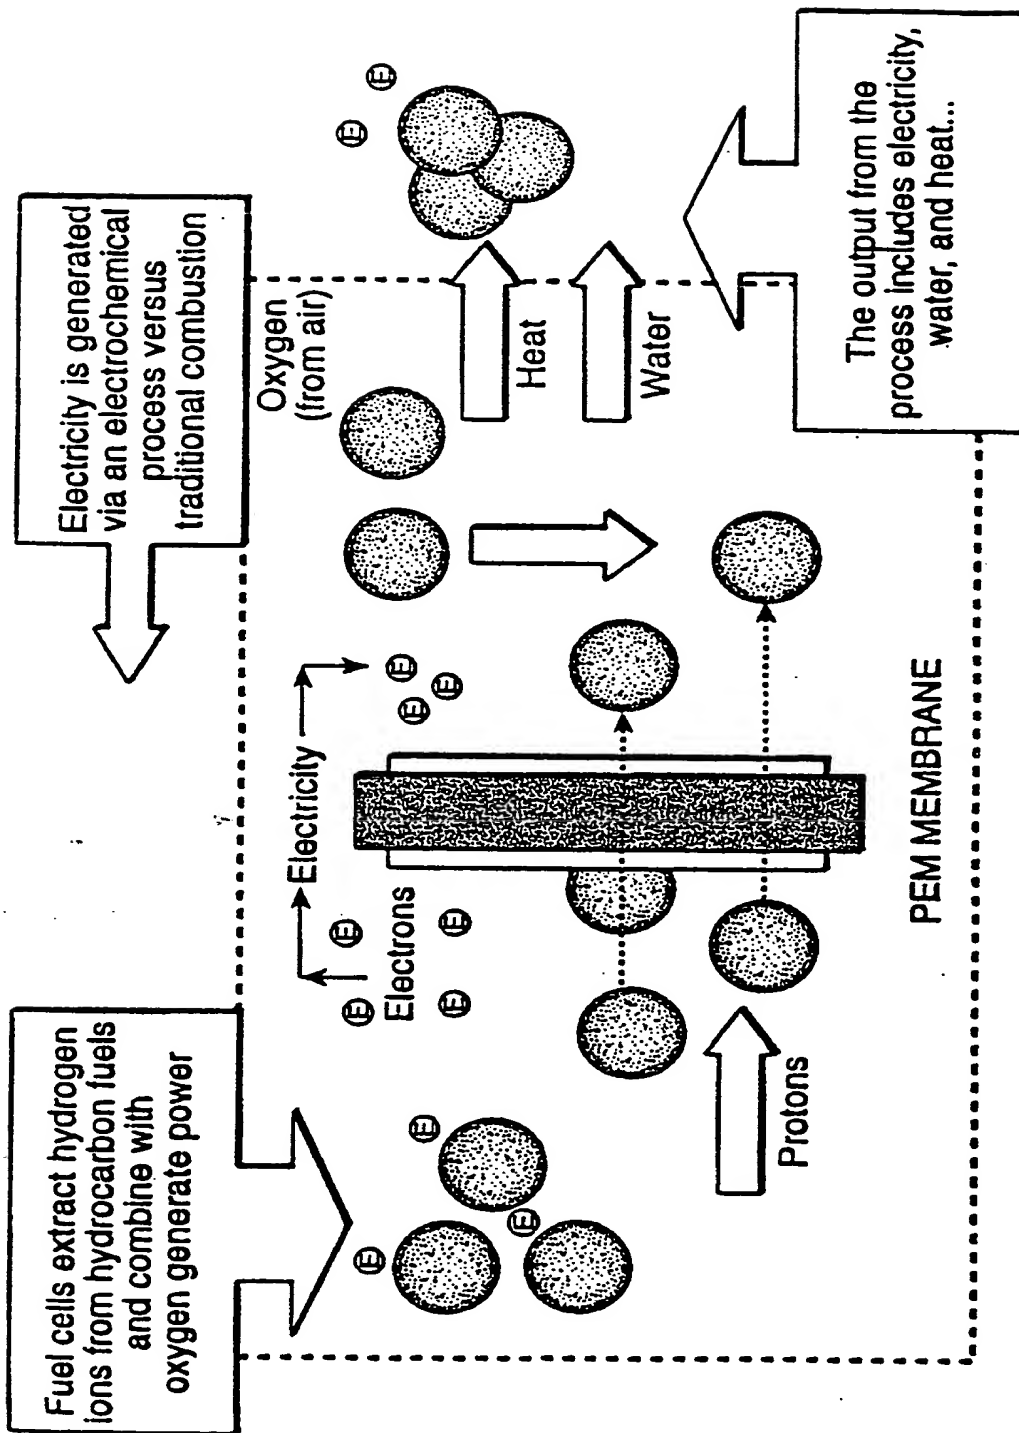 Fuel cells extract hydrogen
ions from hydrocarbon fuels
and combine with
oxygen generate power
Electricity is generated
via an electrochemical
process versus
traditional combustion
Electricity
Electrons
E
E
E
E
E
E
E
E
E
E
Oxygen
(from air)
E
E
Heat
Water
Protons
PEM MEMBRANE
The output from the
process includes electricity,
water, and heat...